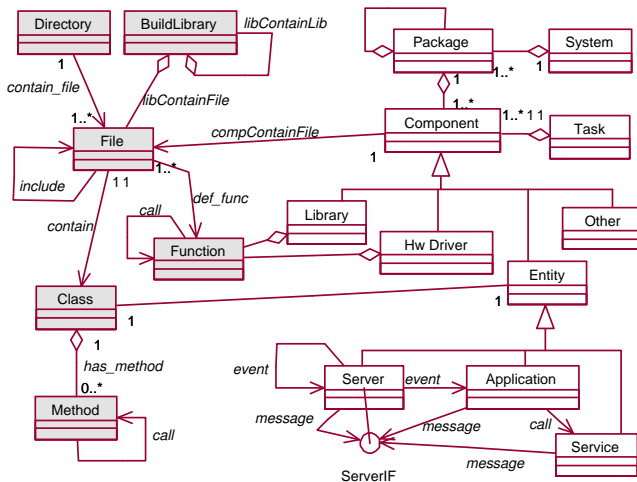 Directory
BuildLibrary
libContainLib
Package
System
1
contain_file
libContainFile
1..*
1
1
1..*
1..*
File
compContainFile
Component
1..*
1 1
Task
1
include
1 1
1..*
def_func
call
contain
Library
Other
Function
Hw Driver
Entity
Class
1
1
1
has_method
0..*
Method
call
event
Server
event
Application
message
message
call
Service
message
ServerIF